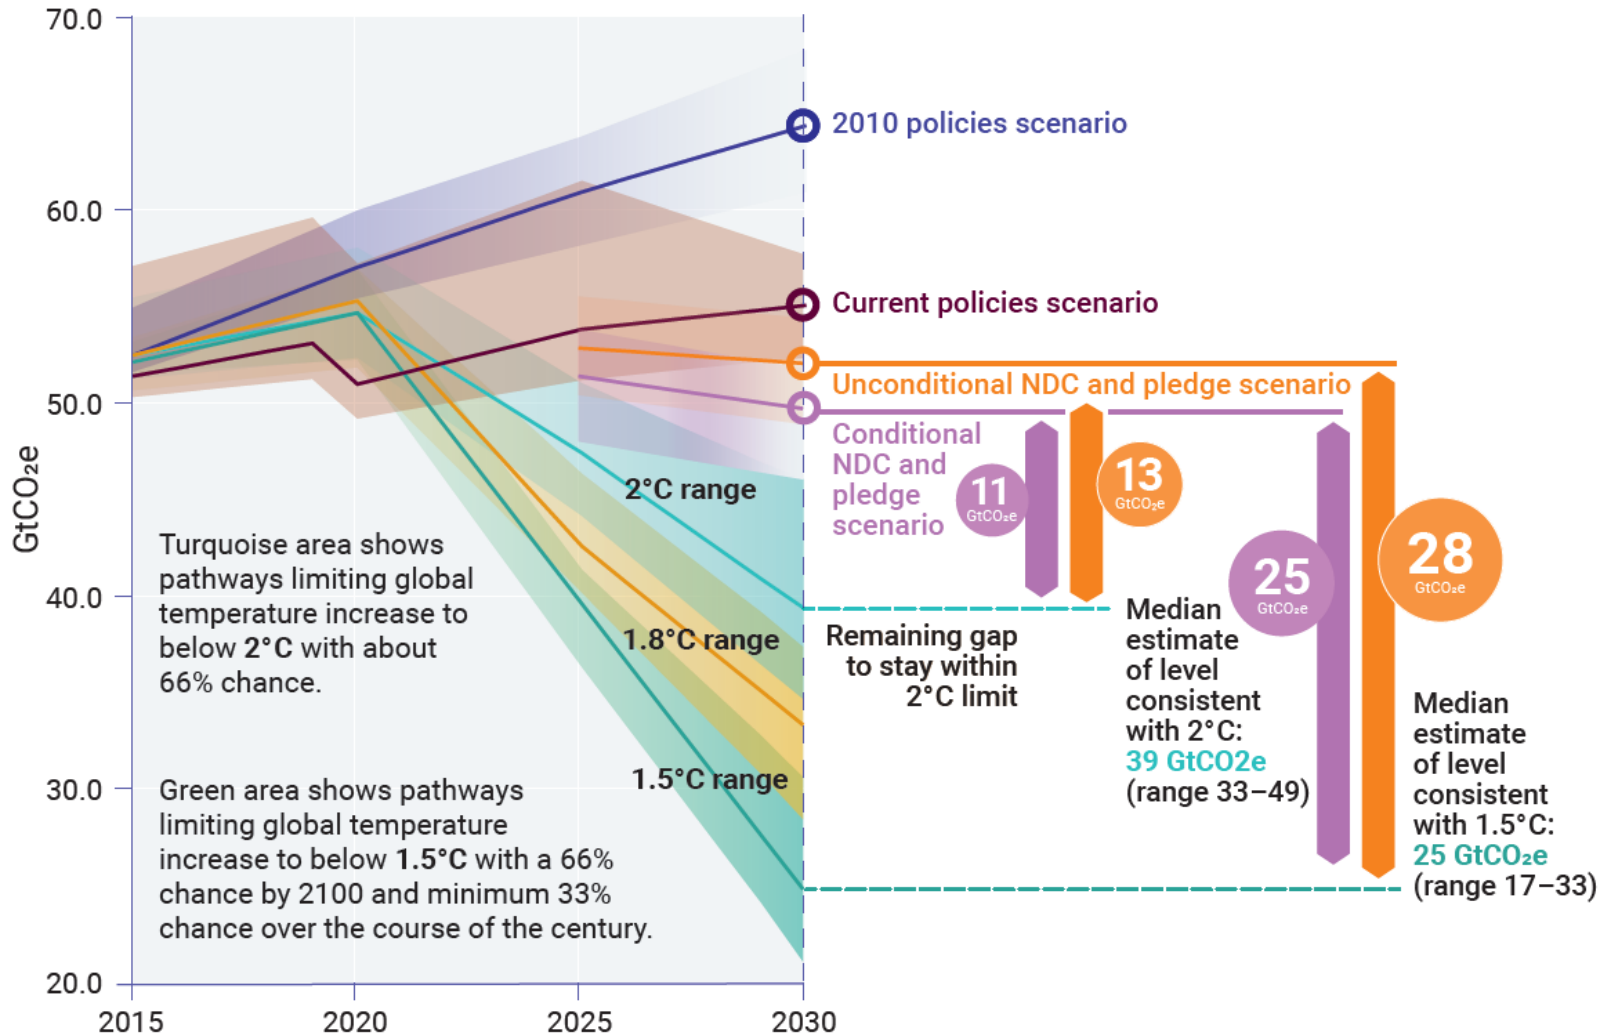 70.0
60.0
50.0
40.0
30.0
20.0
GtCO₂e
2015
2020
2025
2030
2010 policies scenario
Current policies scenario
Unconditional NDC and pledge scenario
Conditional
NDC and
pledge
scenario
11
GtCO₂e
13
GtCO₂e
25
GtCO₂e
28
GtCO₂e
2°C range
1.8°C range
1.5°C range
Turquoise area shows
pathways limiting global
temperature increase to
below 2°C with about
66% chance.
Green area shows pathways
limiting global temperature
increase to below 1.5°C with a 66%
chance by 2100 and minimum 33%
chance over the course of the century.
Remaining gap
to stay within
2°C limit
Median
estimate
of level
consistent
with 2°C:
39 GtCO2e
(range 33–49)
Median
estimate
of level
consistent
with 1.5°C:
25 GtCO₂e
(range 17–33)